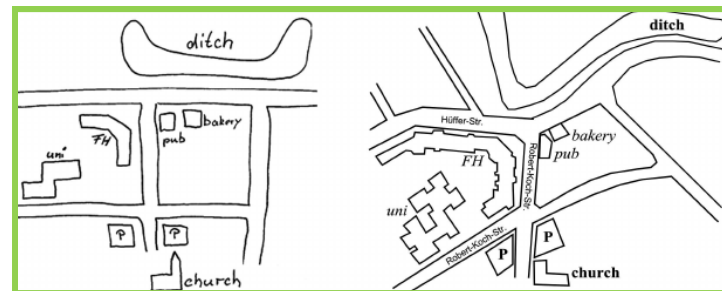 ditch
bakery
pub
FH
uni
P
P
church
ditch
Hüffer-Str.
bakery
pub
FH
Robert-Koch-Str.
uni
Robert-Koch-Str.
P
P
church